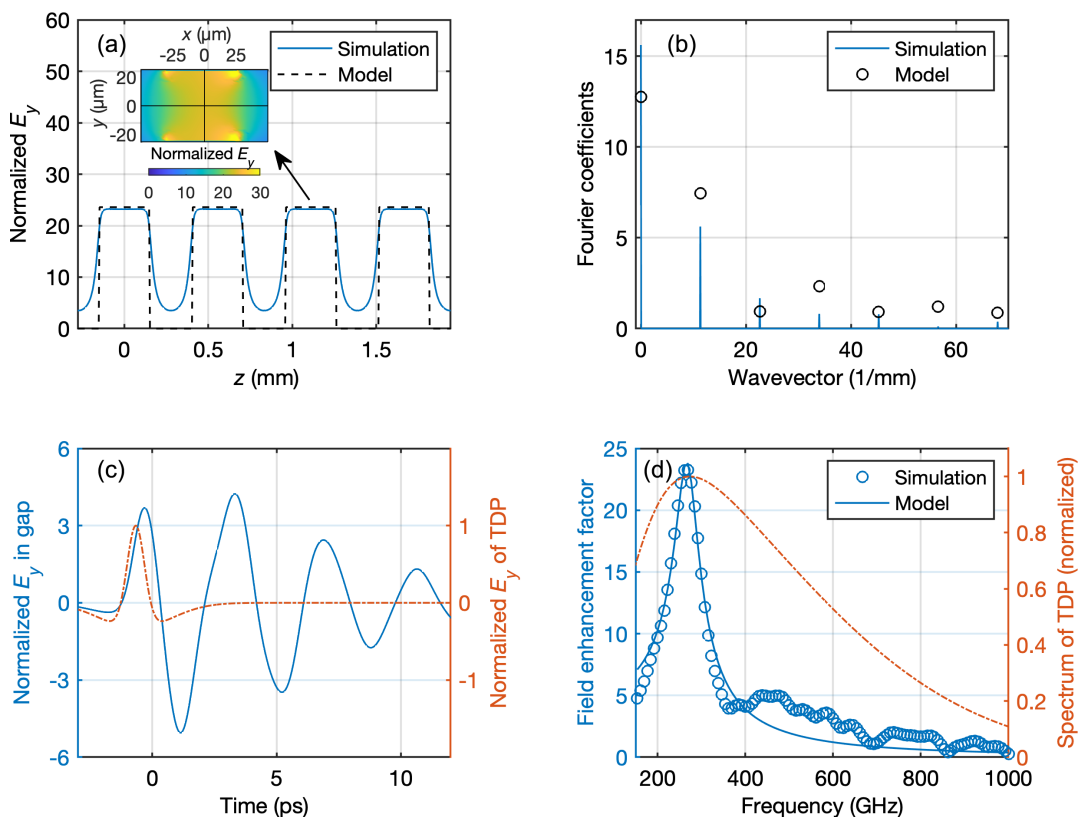 (a)
Normalized Ey
60
50
40
30
20
10
0
x (μm)
-25 0 25
y (μm)
20
0
-20
Normalized Ey
0 10 20 30
Simulation
Model
0 0.5 1 1.5
z (mm)
(b)
Fourier coefficients
15
10
5
0
Simulation
Model
0 20 40 60
Wavevector (1/mm)
(c)
Normalized Ey in gap
6
3
0
-3
-6
1
0
-1
Normalized Ey of TDP
0 5 10
Time (ps)
(d)
Field enhancement factor
25
20
15
10
5
0
Simulation
Model
1
0.8
0.6
0.4
0.2
0
Spectrum of TDP (normalized)
200 400 600 800 1000
Frequency (GHz)